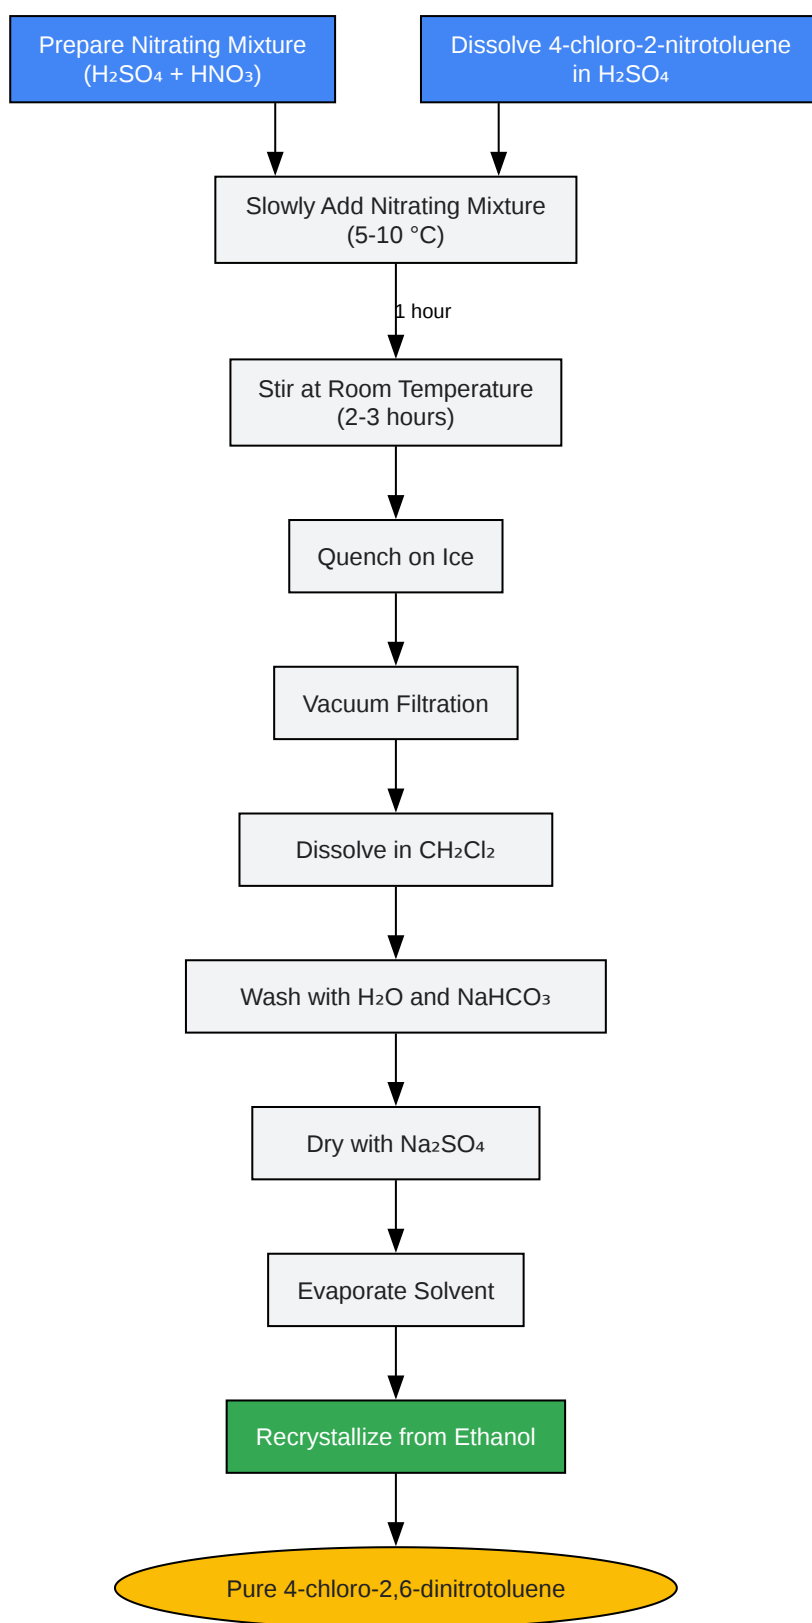 Prepare Nitrating Mixture
(H₂SO₄ + HNO₃)
Dissolve 4-chloro-2-nitrotoluene
in H₂SO₄
Slowly Add Nitrating Mixture
(5-10 °C)
1 hour
Stir at Room Temperature
(2-3 hours)
Quench on Ice
Vacuum Filtration
Dissolve in CH₂Cl₂
Wash with H₂O and NaHCO₃
Dry with Na₂SO₄
Evaporate Solvent
Recrystallize from Ethanol
Pure 4-chloro-2,6-dinitrotoluene